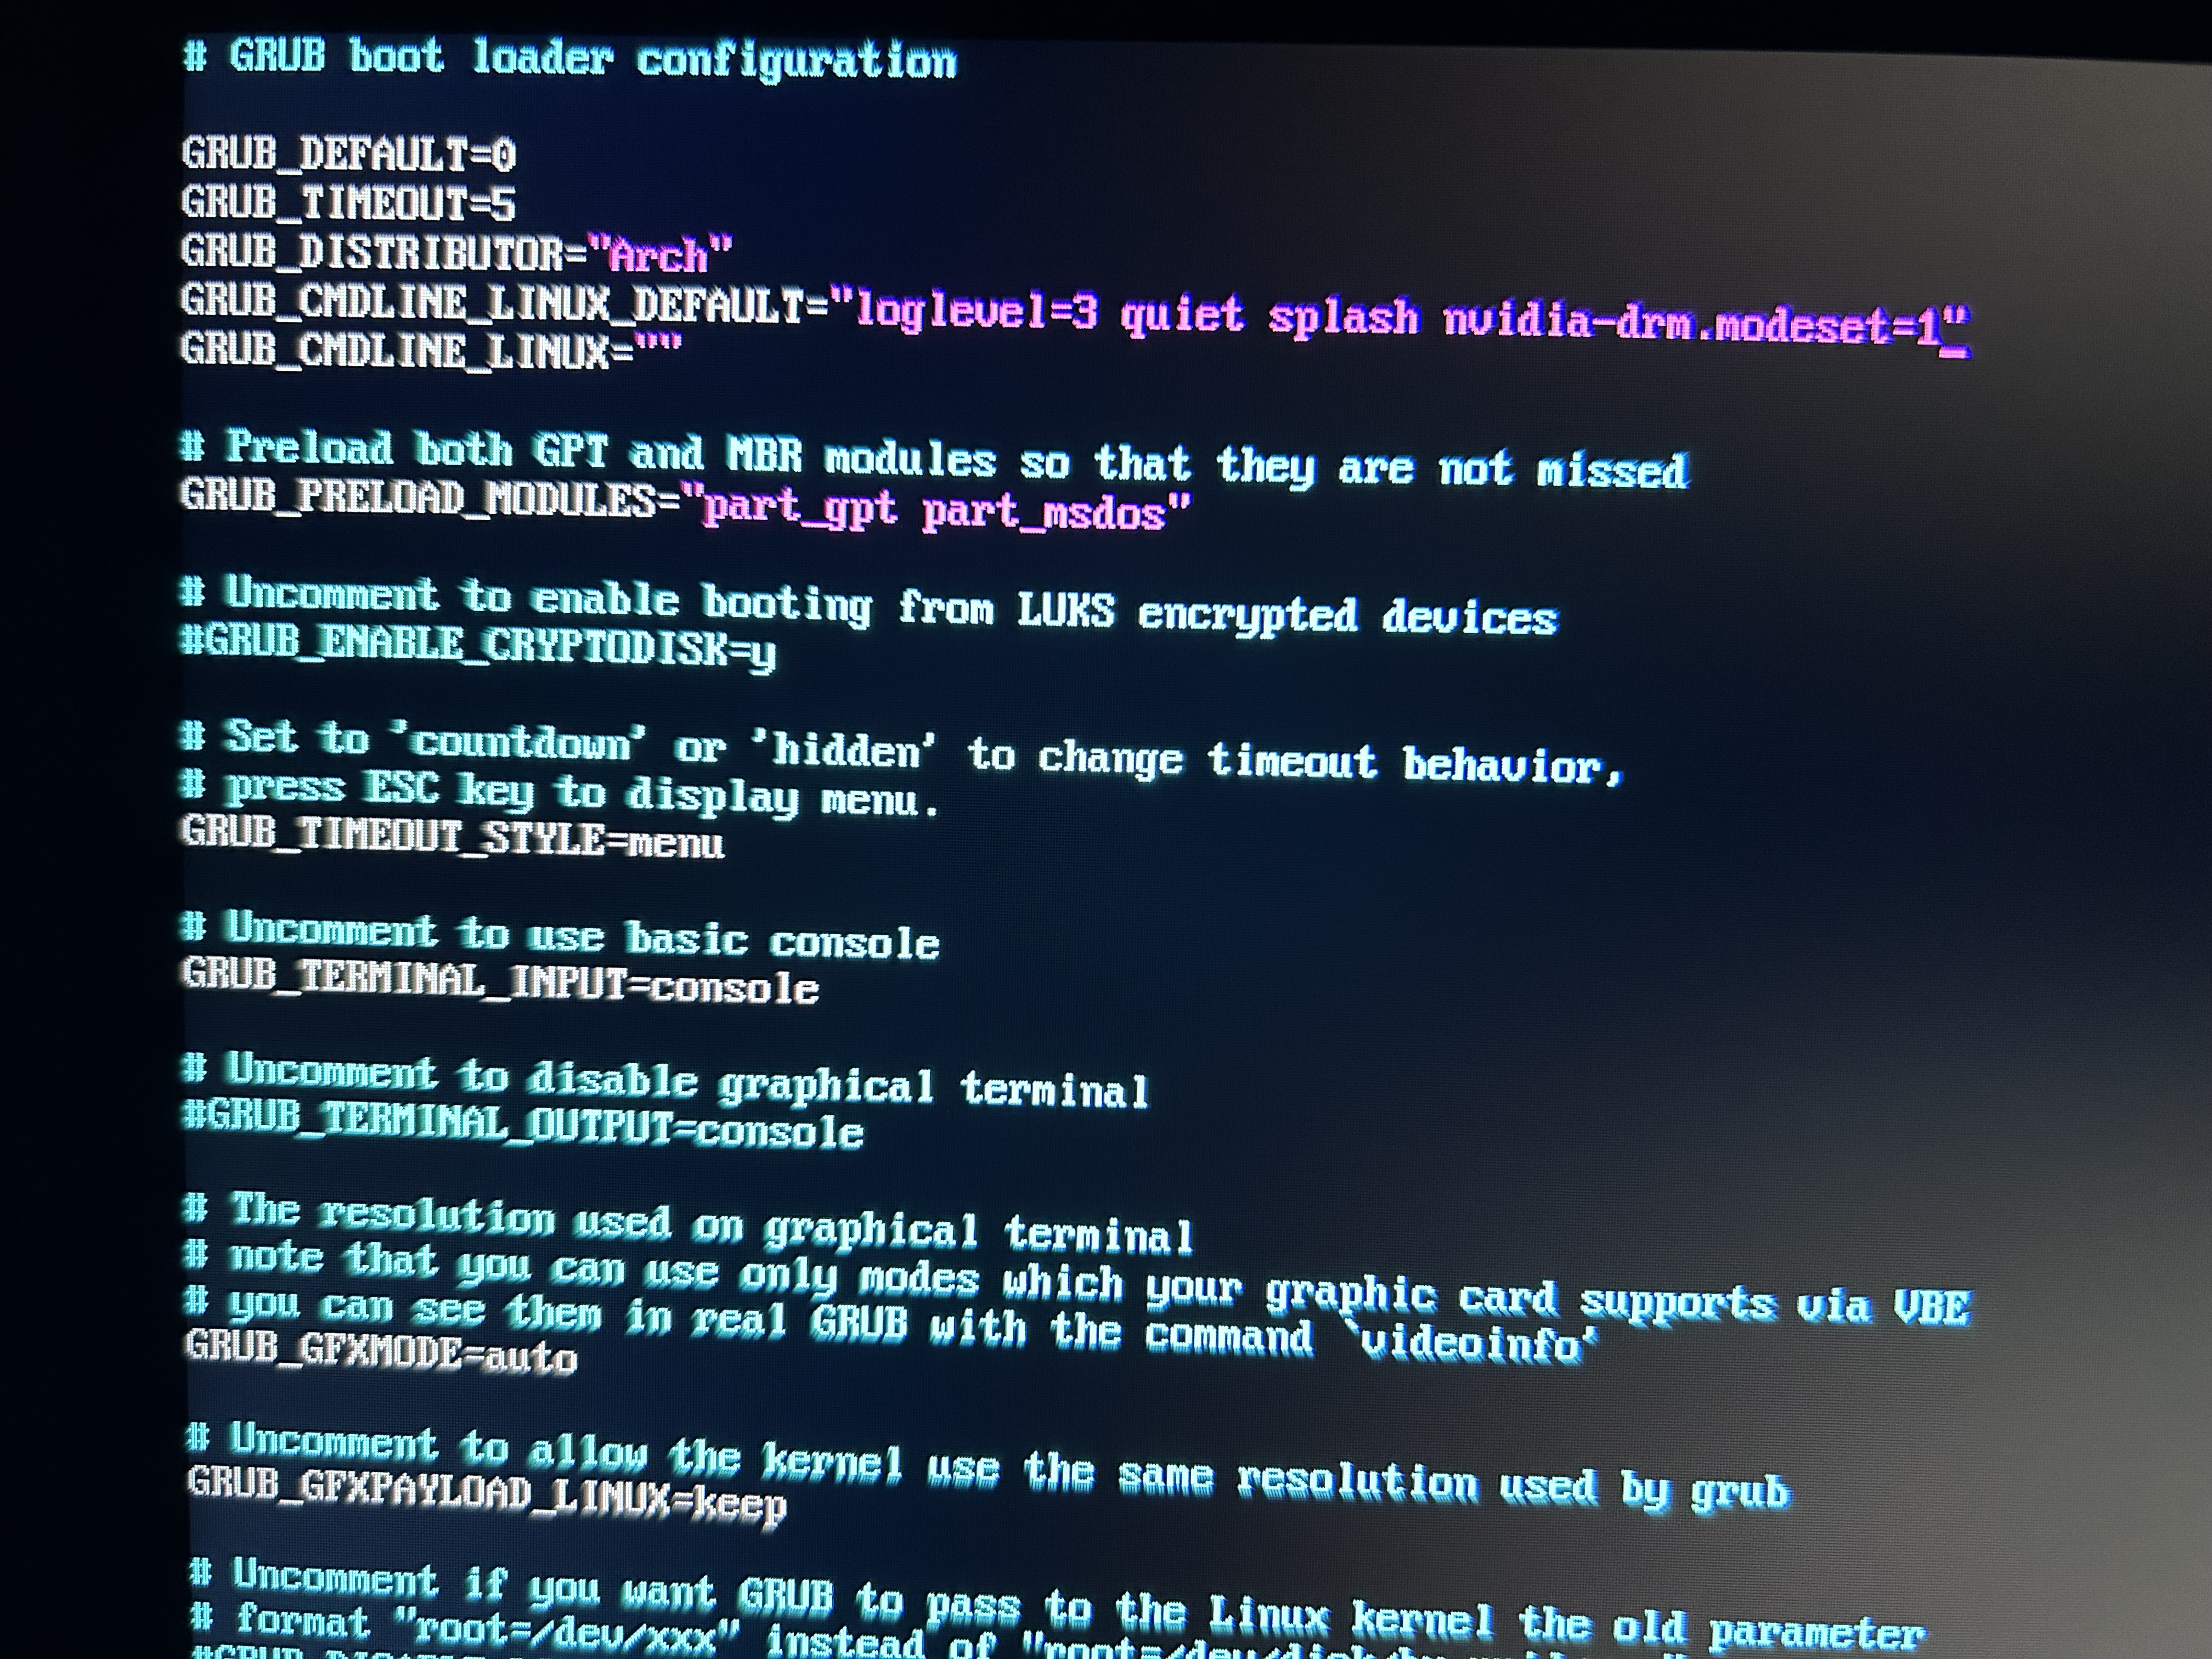 # GRUB boot loader configuration
GRUB_DEFAULT=0
GRUB_TIMEOUT=5
GRUB_DISTRIBUTOR="Arch"
GRUB_CMDLINE_LINUX_DEFAULT="loglevel=3 quiet splash nvidia-drm.modeset=1"
GRUB_CMDLINE_LINUX=""
# Preload both GPT and MBR modules so that they are not missed
GRUB_PRELOAD_MODULES="part_gpt part_msdos"
# Uncomment to enable booting from LUKS encrypted devices
#GRUB_ENABLE_CRYPTODISK=y
# Set to 'countdown' or 'hidden' to change timeout behavior,
# press ESC key to display menu.
GRUB_TIMEOUT_STYLE=menu
# Uncomment to use basic console
GRUB_TERMINAL_INPUT=console
# Uncomment to disable graphical terminal
#GRUB_TERMINAL_OUTPUT=console
# The resolution used on graphical terminal
# note that you can use only modes which your graphic card supports via VBE
# you can see them in real GRUB with the command `videoinfo'
GRUB_GFXMODE=auto
# Uncomment to allow the kernel use the same resolution used by grub
GRUB_GFXPAYLOAD_LINUX=keep
# Uncomment if you want GRUB to pass to the Linux kernel the old parameter
# format "root=/dev/xxx" instead of